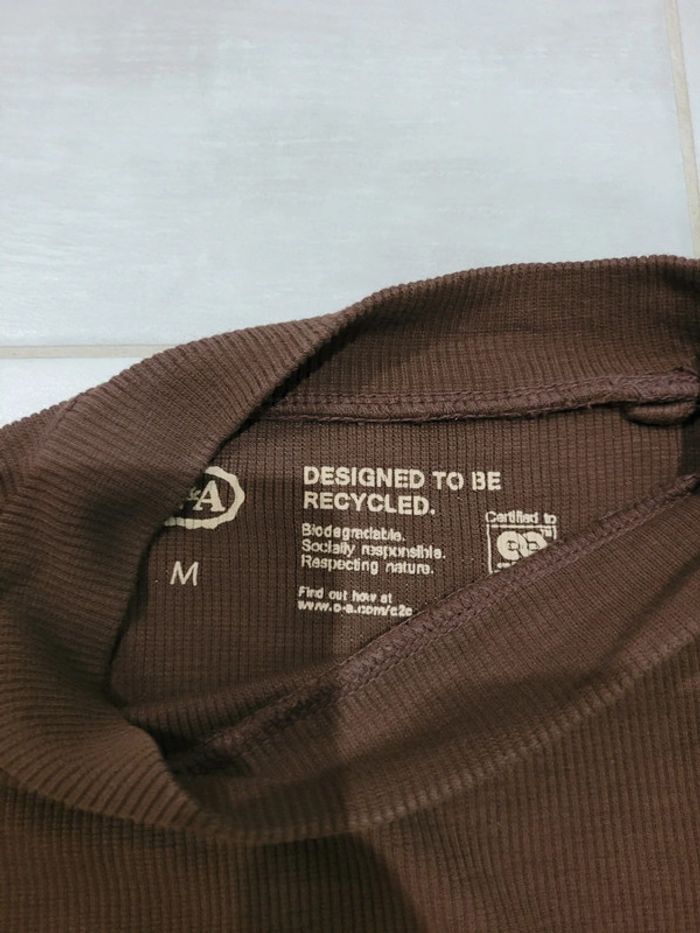 &A
M
DESIGNED TO BE
RECYCLED.
Biodegradable.
Socially responsible.
Respecting nature.
Find out how at
www.c-a.com/c2c
Certified to